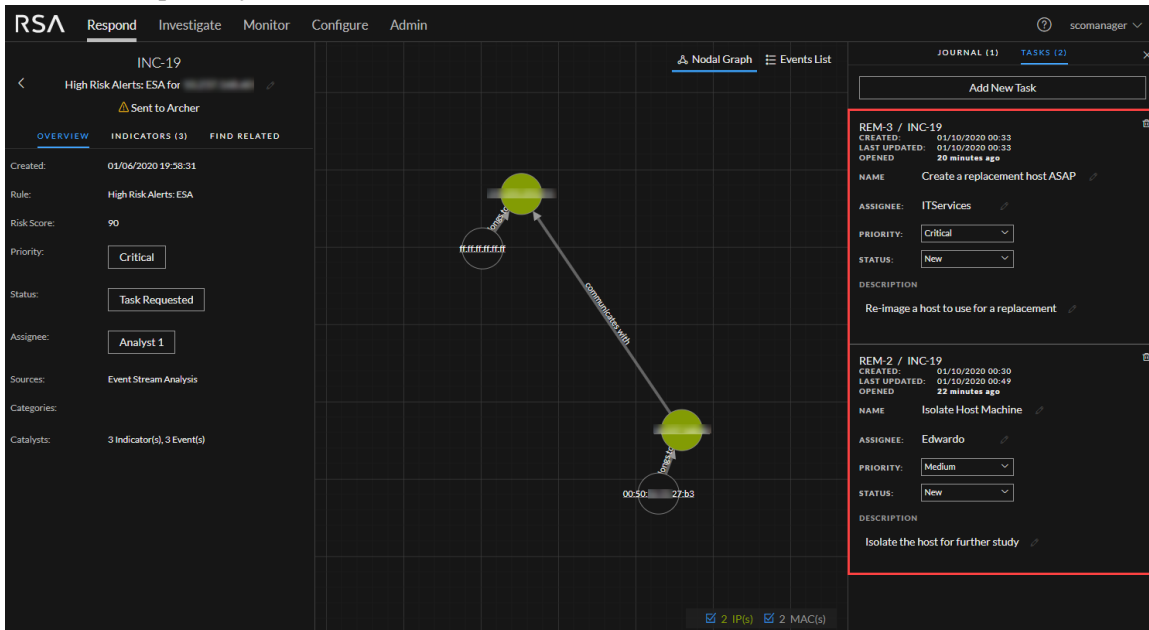 RSA Respond Investigate Monitor Configure Admin scomanager
INC-19
High Risk Alerts: ESA for
Sent to Archer
OVERVIEW INDICATORS (3) FIND RELATED
Created: 01/06/2020 19:58:31
Rule: High Risk Alerts: ESA
Risk Score: 90
Priority: Critical
Status: Task Requested
Assignee: Analyst 1
Sources: Event Stream Analysis
Categories:
Catalysts: 3 Indicator(s), 3 Event(s)
Nodal Graph Events List
ff:ff:ff:ff:ff:ff
communicates with
00:50: 27:b3
2 IP(s) 2 MAC(s)
JOURNAL (1) TASKS (2)
Add New Task
REM-3 / INC-19
CREATED: 01/10/2020 00:33
LAST UPDATED: 01/10/2020 00:33
OPENED 20 minutes ago
NAME Create a replacement host ASAP
ASSIGNEE: ITServices
PRIORITY: Critical
STATUS: New
DESCRIPTION
Re-image a host to use for a replacement
REM-2 / INC-19
CREATED: 01/10/2020 00:30
LAST UPDATED: 01/10/2020 00:49
OPENED 22 minutes ago
NAME Isolate Host Machine
ASSIGNEE: Edwardo
PRIORITY: Medium
STATUS: New
DESCRIPTION
Isolate the host for further study